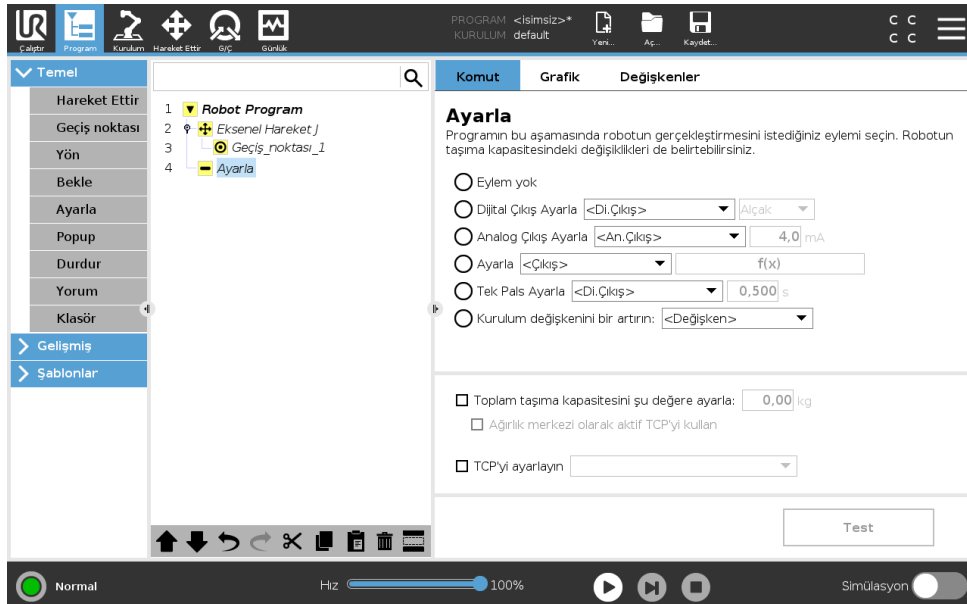 PROGRAM <isimsiz>*
KURULUM default
UR
Çalıştır
Program
Kurulum
Hareket Ettir
G/Ç
Günlük
Yeni...
Aç...
Kaydet...
C C
C C
Temel
Hareket Ettir
Geçiş noktası
Yön
Bekle
Ayarla
Popup
Durdur
Yorum
Klasör
Gelişmiş
Şablonlar
1 Robot Program
2 Eksenel Hareket J
3 Geçiş_noktası_1
4 Ayarla
Komut Grafik Değişkenler
Ayarla
Programın bu aşamasında robotun gerçekleştirmesini istediğiniz eylemi seçin. Robotun
taşıma kapasitesindeki değişiklikleri de belirtebilirsiniz.
Eylem yok
Dijital Çıkış Ayarla <Di.Çıkış> Alçak
Analog Çıkış Ayarla <An.Çıkış> 4,0 mA
Ayarla <Çıkış> f(x)
Tek Pals Ayarla <Di.Çıkış> 0,500 s
Kurulum değişkenini bir artırın: <Değişken>
Toplam taşıma kapasitesini şu değere ayarla: 0,00 kg
Ağırlık merkezi olarak aktif TCP'yi kullan
TCP'yi ayarlayın
Test
Normal
Hız 100%
Simülasyon